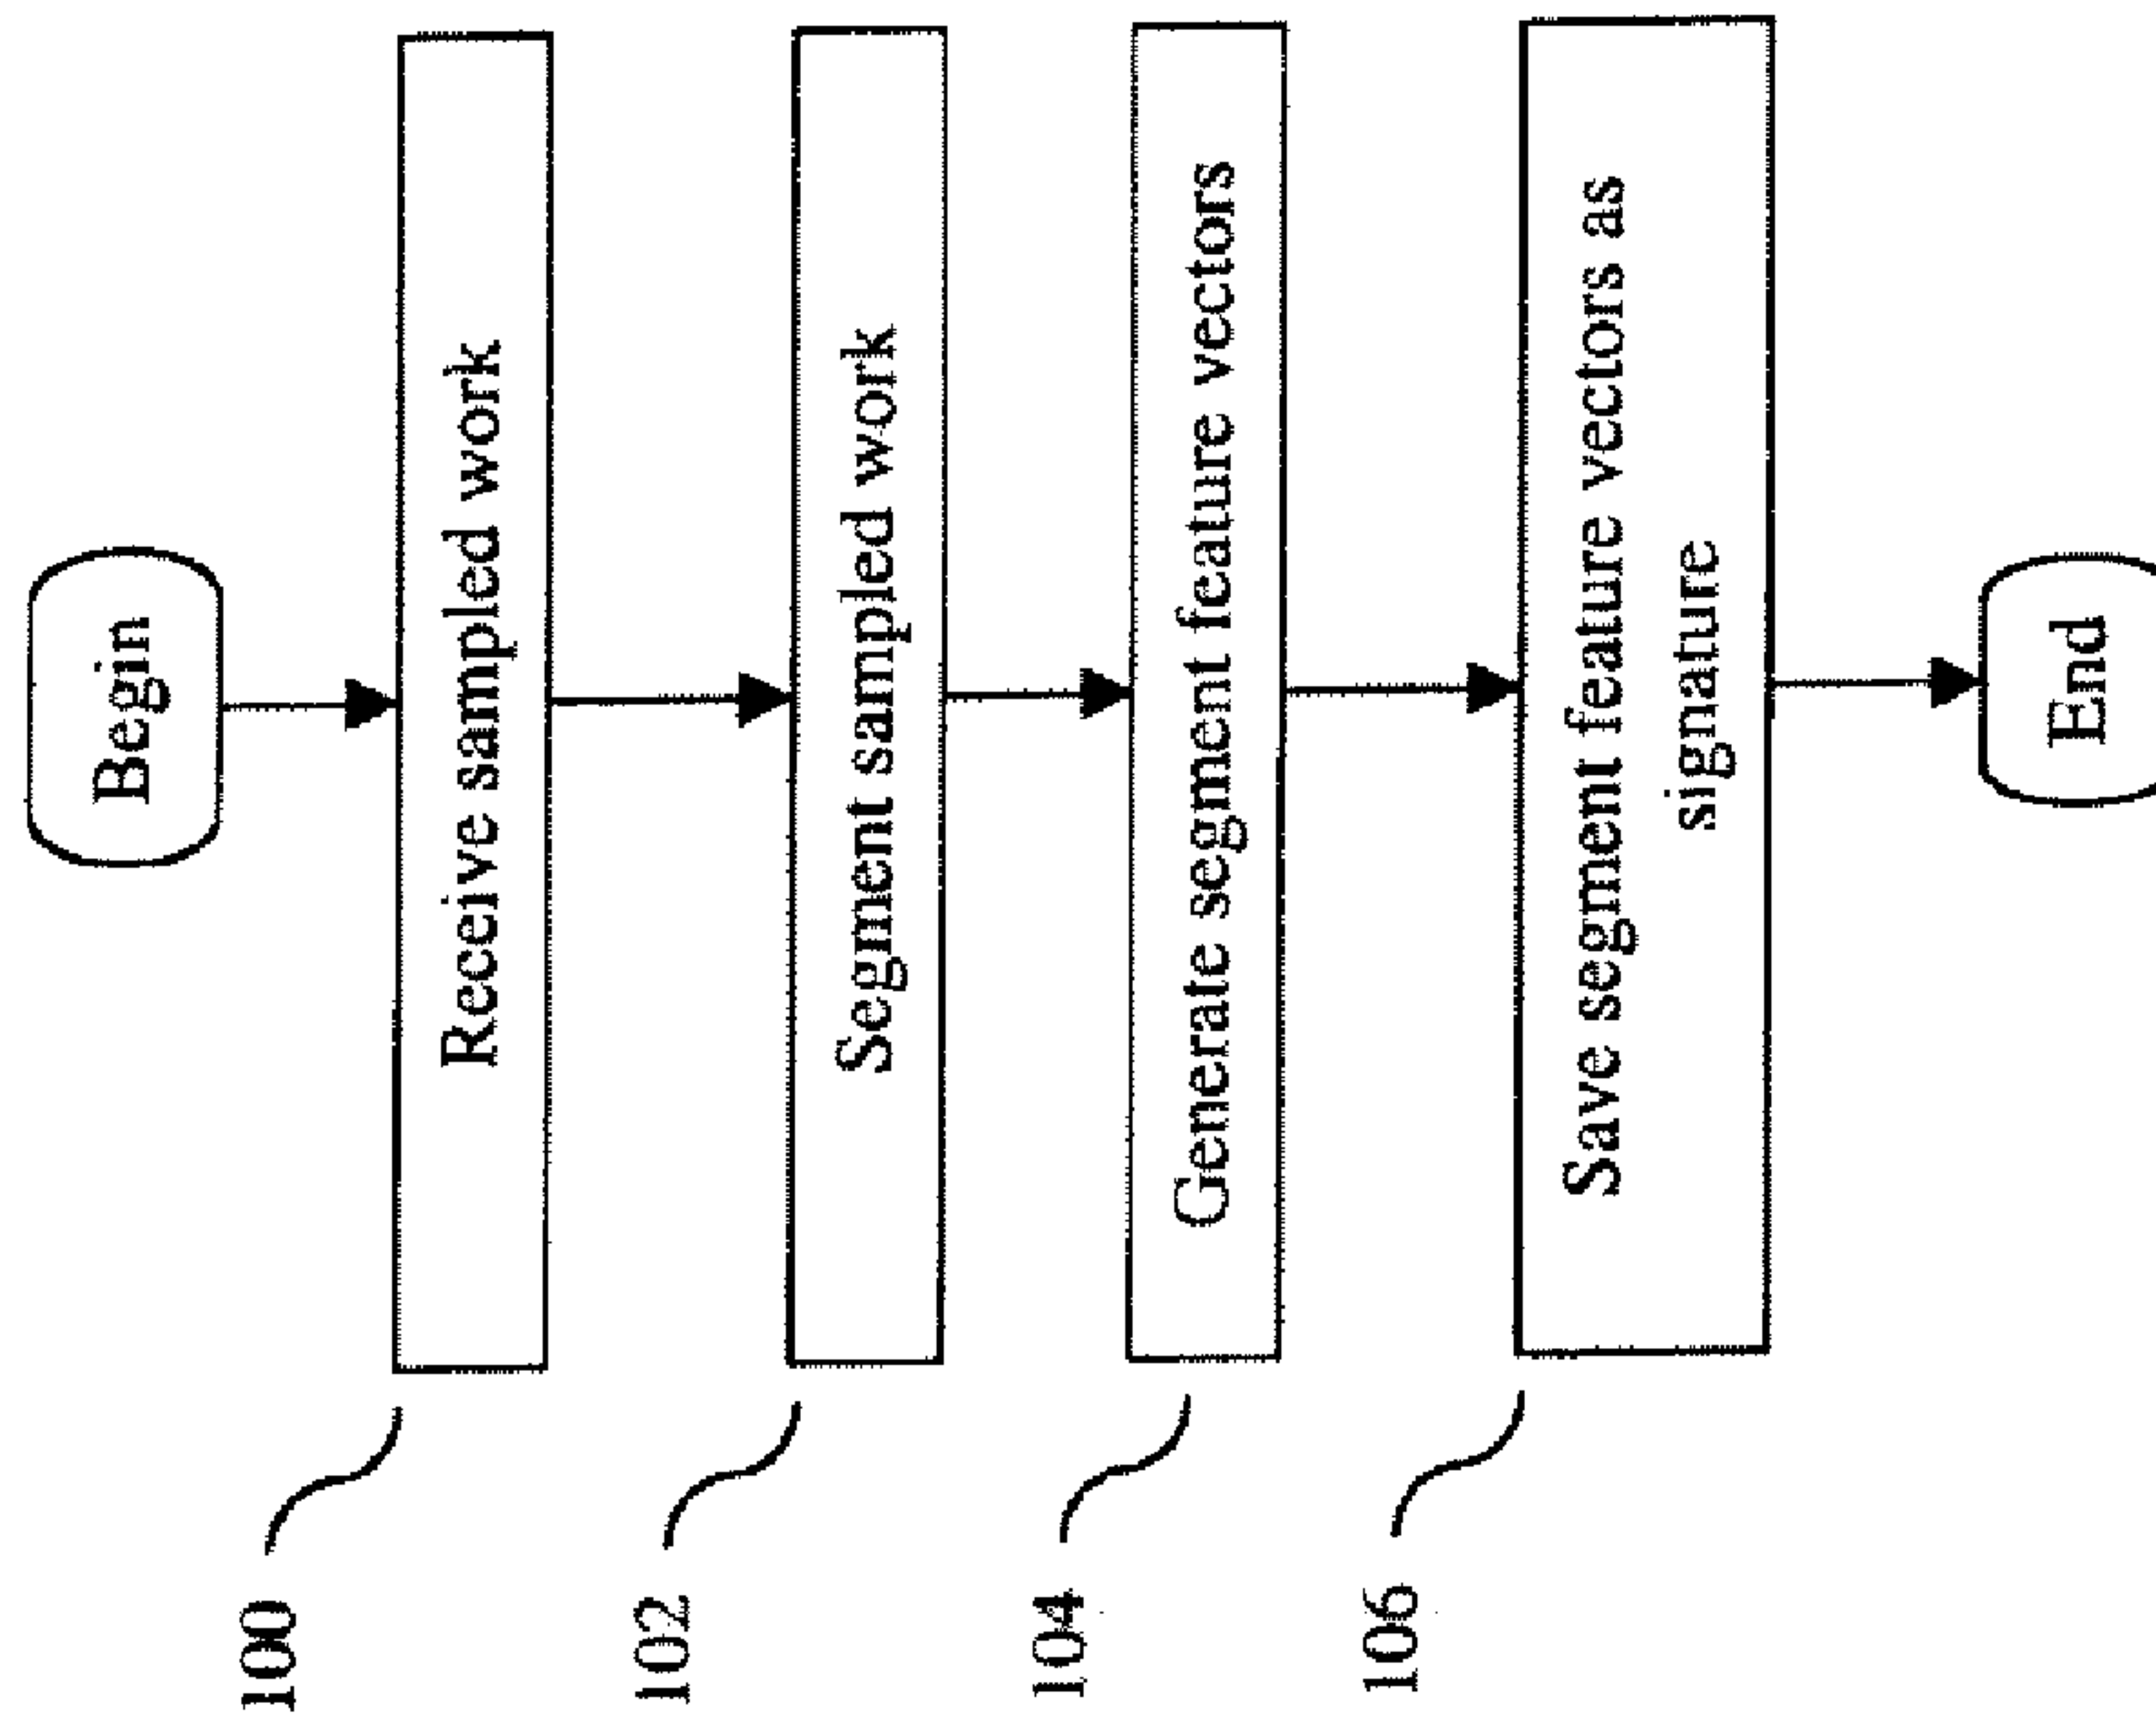 Begin
100
Receive sampled work
102
Segment sampled work
104
Generate segment feature vectors
106
Save segment feature vectors as
signature
End